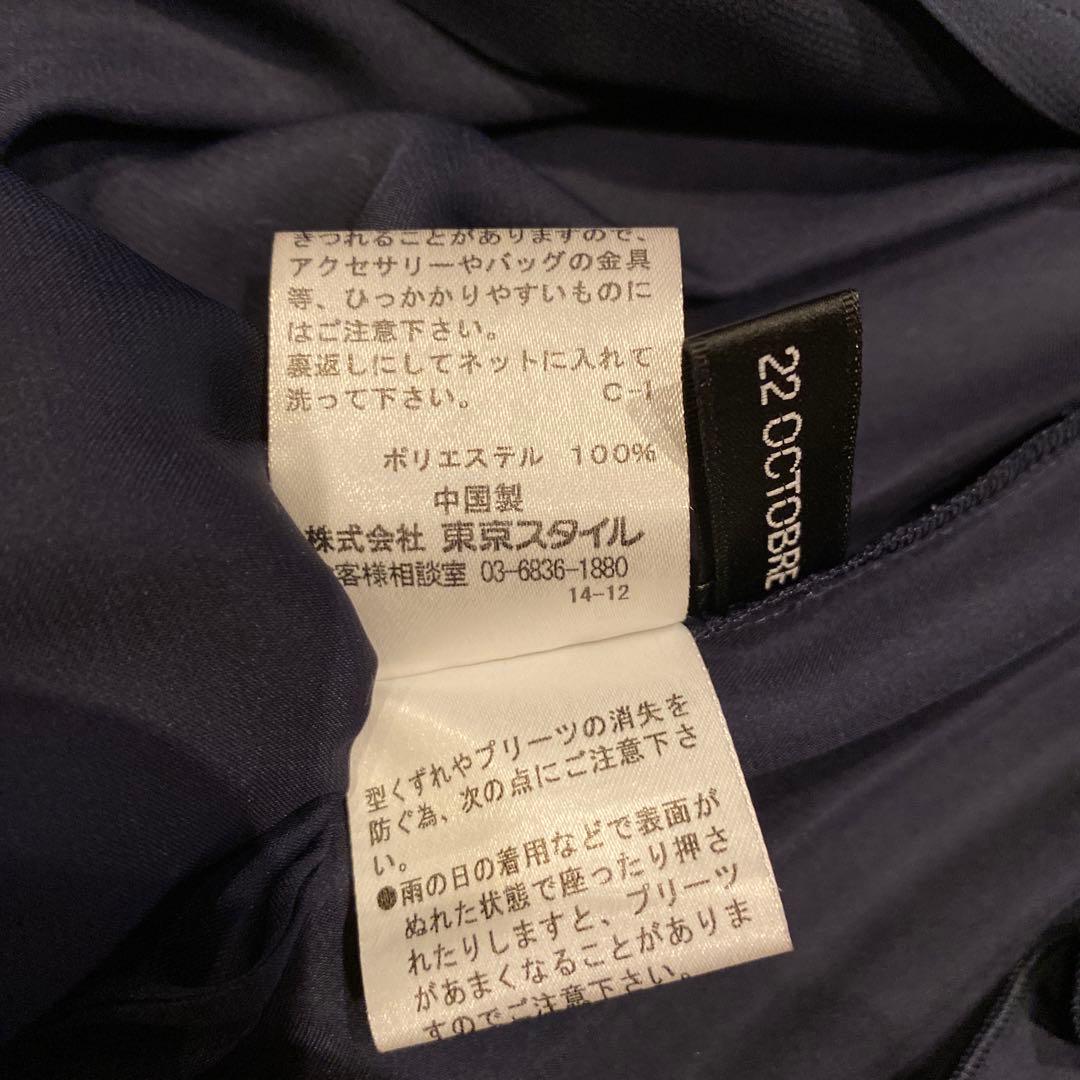 きつれることがありますので、
アクセサリーやバッグの金具
等、ひっかかりやすいものに
はご注意下さい。
裏返しにしてネットに入れて
洗って下さい。 C-1
ポリエステル 100%
中国製
株式会社 東京スタイル
客様相談室 03-6836-1880
14-12
22 OCTOBRE
型くずれやプリーツの消失を
防ぐ為、次の点にご注意下さ
い。
●雨の日の着用などで表面が
ぬれた状態で座ったり押さ
れたりしますと、プリーツ
があまくなることがありま
すのでご注意下さい。